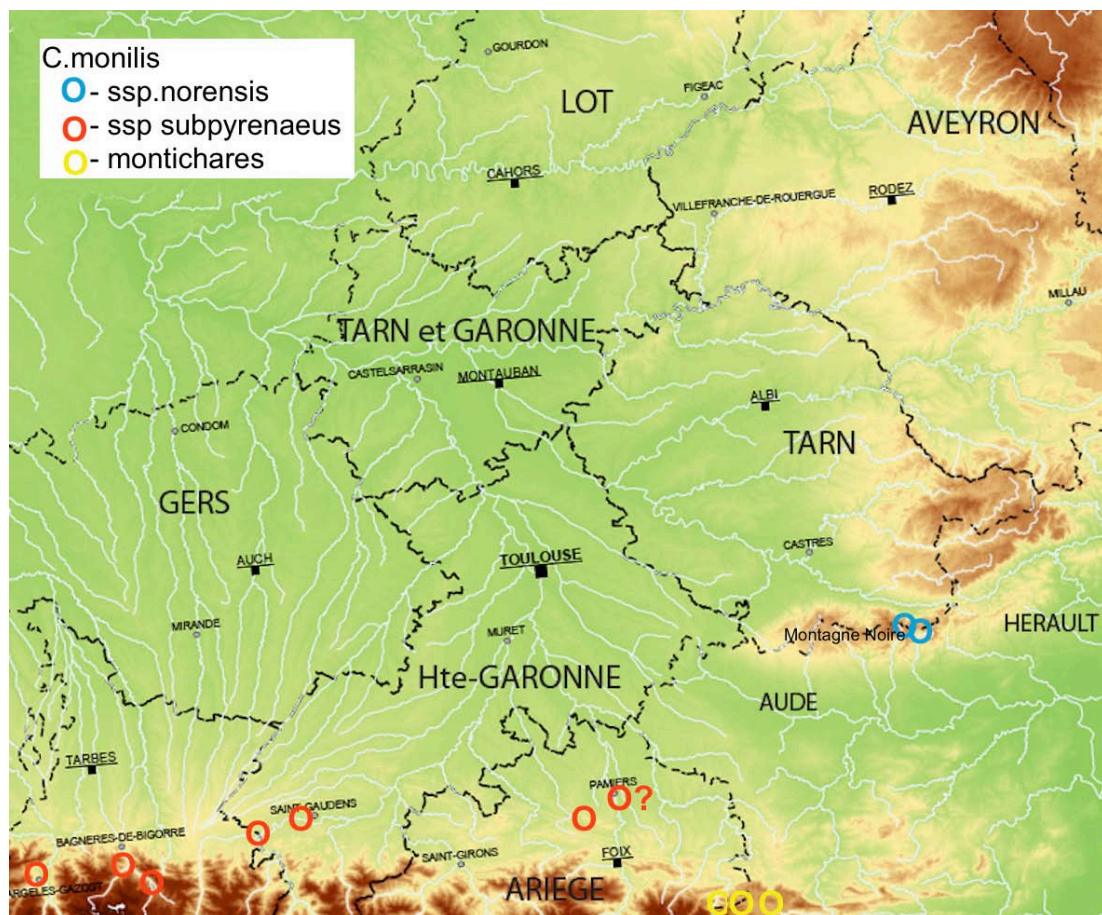 C.monilis
O - ssp.norensis
O - ssp subpyrenaeus
O - montichares
GOURDON
LOT
FIGEAC
AVEYRON
CAHORS
VILLEFRANCHE-DE-ROUERGUE
RODEZ
MILLAU
TARN et GARONNE
CASTELSARRASIN
MONTAUBAN
ALBI
CONDOM
TARN
GERS
AUCH
TOULOUSE
CASTRES
MIRANDE
MURET
Montagne Noire
HERAULT
Hte-GARONNE
AUDE
TARBES
PAMIERS
O?
SAINT-GAUDENS
BAGNERES-DE-BIGORRE
SAINT-GIRONS
FOIX
ARGELES-GAZOST
ARIEGE